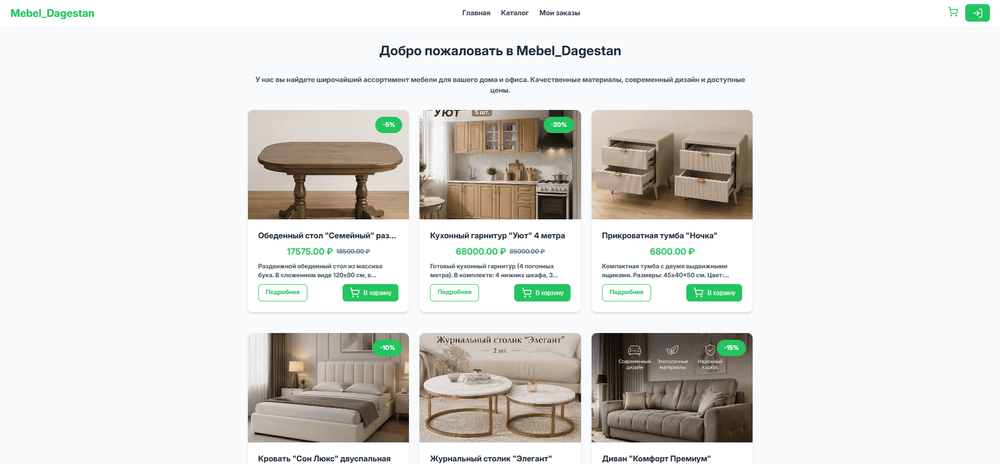 Mebel_Dagestan
Главная Каталог Мои заказы
Добро пожаловать в Mebel_Dagestan
У нас вы найдете широчайший ассортимент мебели для вашего дома и офиса. Качественные материалы, современный дизайн и доступные
цены.
-5%
"УЮТ" 5 шт.
-20%
Обеденный стол "Семейный" раз...
17575.00 ₽ 18500.00 ₽
Раздвижной обеденный стол из массива
бука. В сложенном виде 120x80 см, в...
Подробнее
В корзину
Кухонный гарнитур "Уют" 4 метра
68000.00 ₽ 85000.00 ₽
Готовый кухонный гарнитур (4 погонных
метра). В комплекте: 4 нижних шкафа, 3...
Подробнее
В корзину
Прикроватная тумба "Ночка"
6800.00 ₽
Компактная тумба с двумя выдвижными
ящиками. Размеры: 45x40×50 см. Цвет:...
Подробнее
В корзину
-10%
Журнальный столик “Элегант”
2 шт.
-15%
Современный
дизайн
Экологичные
материалы
Надежный
каркас
Кровать "Сон Люкс" двуспальная
Журнальный столик "Элегант"
Диван "Комфорт Премиум"